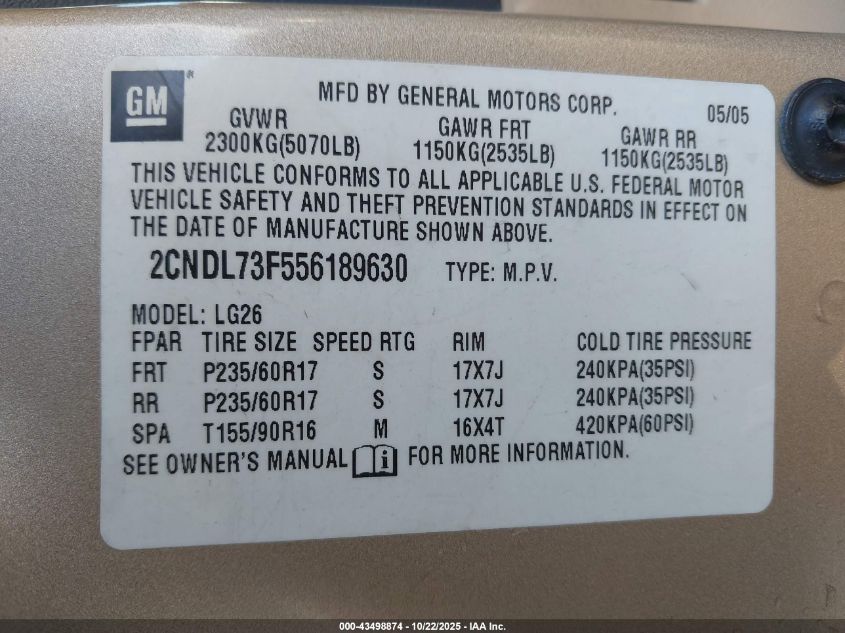 GM
MFD BY GENERAL MOTORS CORP. 05/05
GVWR GAWR FRT GAWR RR
2300KG(5070LB) 1150KG(2535LB) 1150KG(2535LB)
THIS VEHICLE CONFORMS TO ALL APPLICABLE U.S. FEDERAL MOTOR
VEHICLE SAFETY AND THEFT PREVENTION STANDARDS IN EFFECT ON
THE DATE OF MANUFACTURE SHOWN ABOVE.
2CNDL73F556189630 TYPE: M.P.V.
MODEL: LG26
FPAR TIRE SIZE SPEED RTG RIM COLD TIRE PRESSURE
FRT P235/60R17 S 17X7J 240KPA(35PSI)
RR P235/60R17 S 17X7J 240KPA(35PSI)
SPA T155/90R16 M 16X4T 420KPA(60PSI)
SEE OWNER'S MANUAL i FOR MORE INFORMATION.
000-43498874 | 10/22/2025 - IAA Inc.